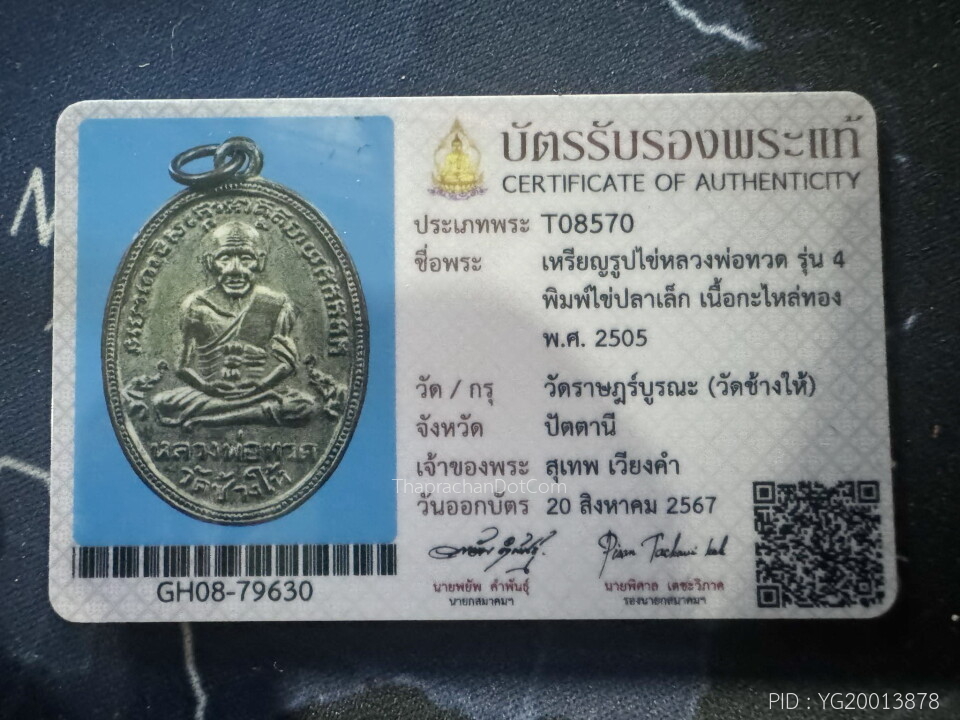 บัตรรับรองพระแท้
CERTIFICATE OF AUTHENTICITY
ประเภทพระ T08570
ชื่อพระ เหรียญรูปไข่หลวงพ่อทวด รุ่น 4
พิมพ์ไข่ปลาเล็ก เนื้อกะไหล่ทอง
พ.ศ. 2505
วัด / กรุ วัดราษฎร์บูรณะ (วัดช้างให้)
จังหวัด ปัตตานี
เจ้าของพระ สุเทพ เวียงคำ
ThaprachanDotCom
วันออกบัตร 20 สิงหาคม 2567
นายพยัพ คำพันธุ์
นายกสมาคมฯ
นายพิศาล เตชะวิภาค
รองนายกสมาคมฯ
หลวงพ่อทวด
วัดช้างให้
GH08-79630
PID : YG20013878